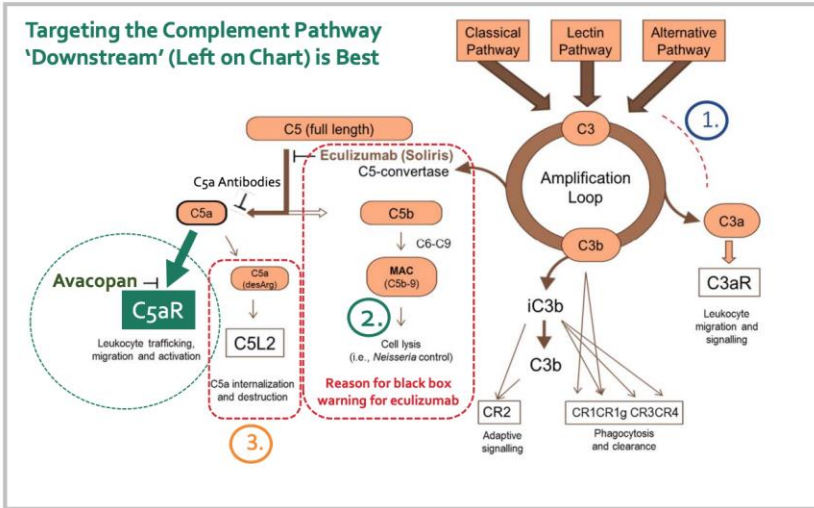 Targeting the Complement Pathway
'Downstream' (Left on Chart) is Best
Classical
Pathway
Lectin
Pathway
Alternative
Pathway
1.
C3
C5 (full length)
Eculizumab (Soliris)
C5-convertase
Amplification
Loop
C5a Antibodies
C5a
C5b
C3a
C6-C9
C3b
Avacopan
C5aR
C5a
(desArg)
MAC
(C5b-9)
C3aR
iC3b
Leukocyte trafficking,
migration and activation
C5L2
2.
Cell lysis
(i.e., Neisseria control)
Leukocyte
migration and
signalling
C3b
C5a internalization
and destruction
Reason for black box
warning for eculizumab
CR2
CR1CR1g CR3CR4
3.
Adaptive
signalling
Phagocytosis
and clearance